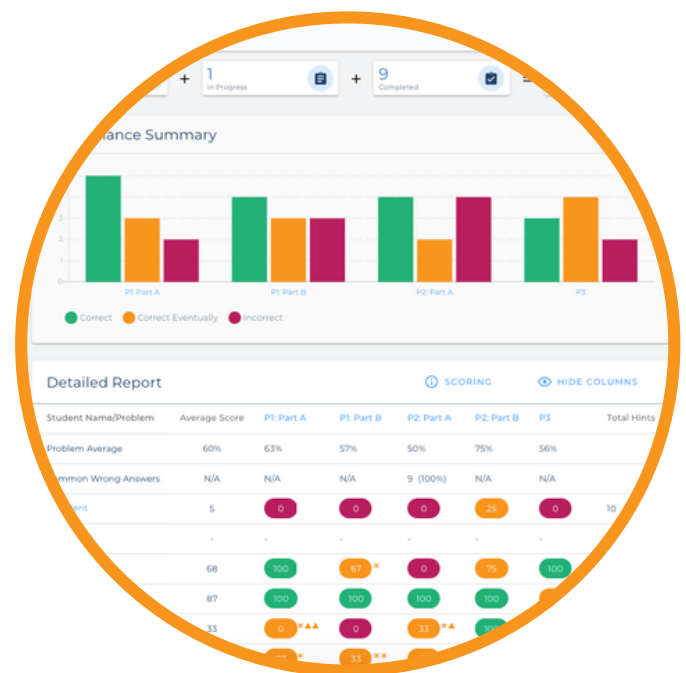 + 1 + 9 =
In Progress Completed
Summary
3
2
1
0
P1: Part A P1: Part B P2: Part A P3
Correct Correct Eventually Incorrect
Detailed Report SCORING HIDE COLUMNS
Student Name/Problem Average Score P1: Part A P1: Part B P2: Part A P2: Part B P3 Total Hints
Problem Average 60% 63% 57% 50% 75% 56%
Wrong Answers N/A N/A N/A 9 (100%) N/A N/A
5 0 0 0 25 0 10
- - - - - -
68 100 67 × 0 75 100
87 100 100 100 100
33 0 ×▲▲ 0 33 ×▲ 100
× 33 ××